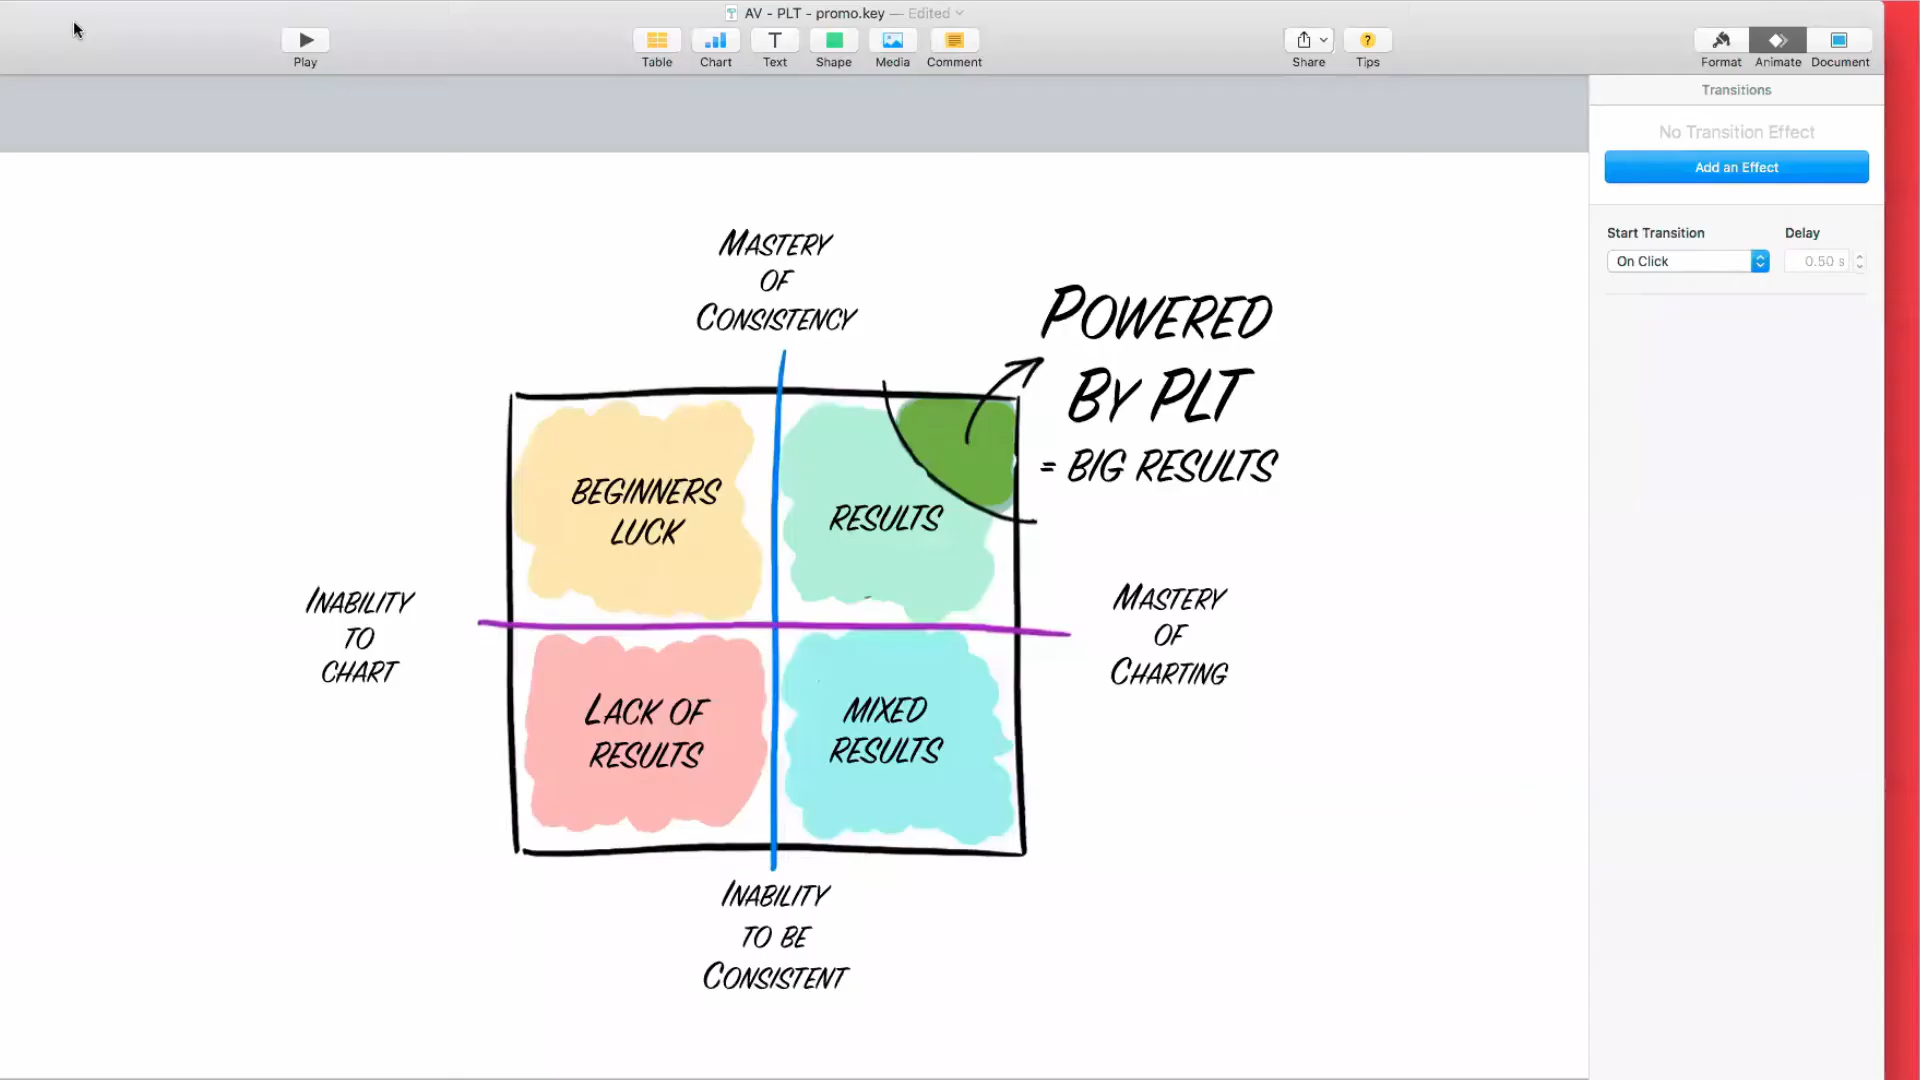 AV - PLT - promo.key — Edited
Play
Table
Chart
Text
Shape
Media
Comment
Share
Tips
Format
Animate
Document
Transitions
No Transition Effect
Add an Effect
Start Transition
Delay
On Click
0.50 s
MASTERY
OF
CONSISTENCY
POWERED
BY PLT
= BIG RESULTS
BEGINNERS
LUCK
RESULTS
INABILITY
TO
CHART
MASTERY
OF
CHARTING
LACK OF
RESULTS
MIXED
RESULTS
INABILITY
TO BE
CONSISTENT